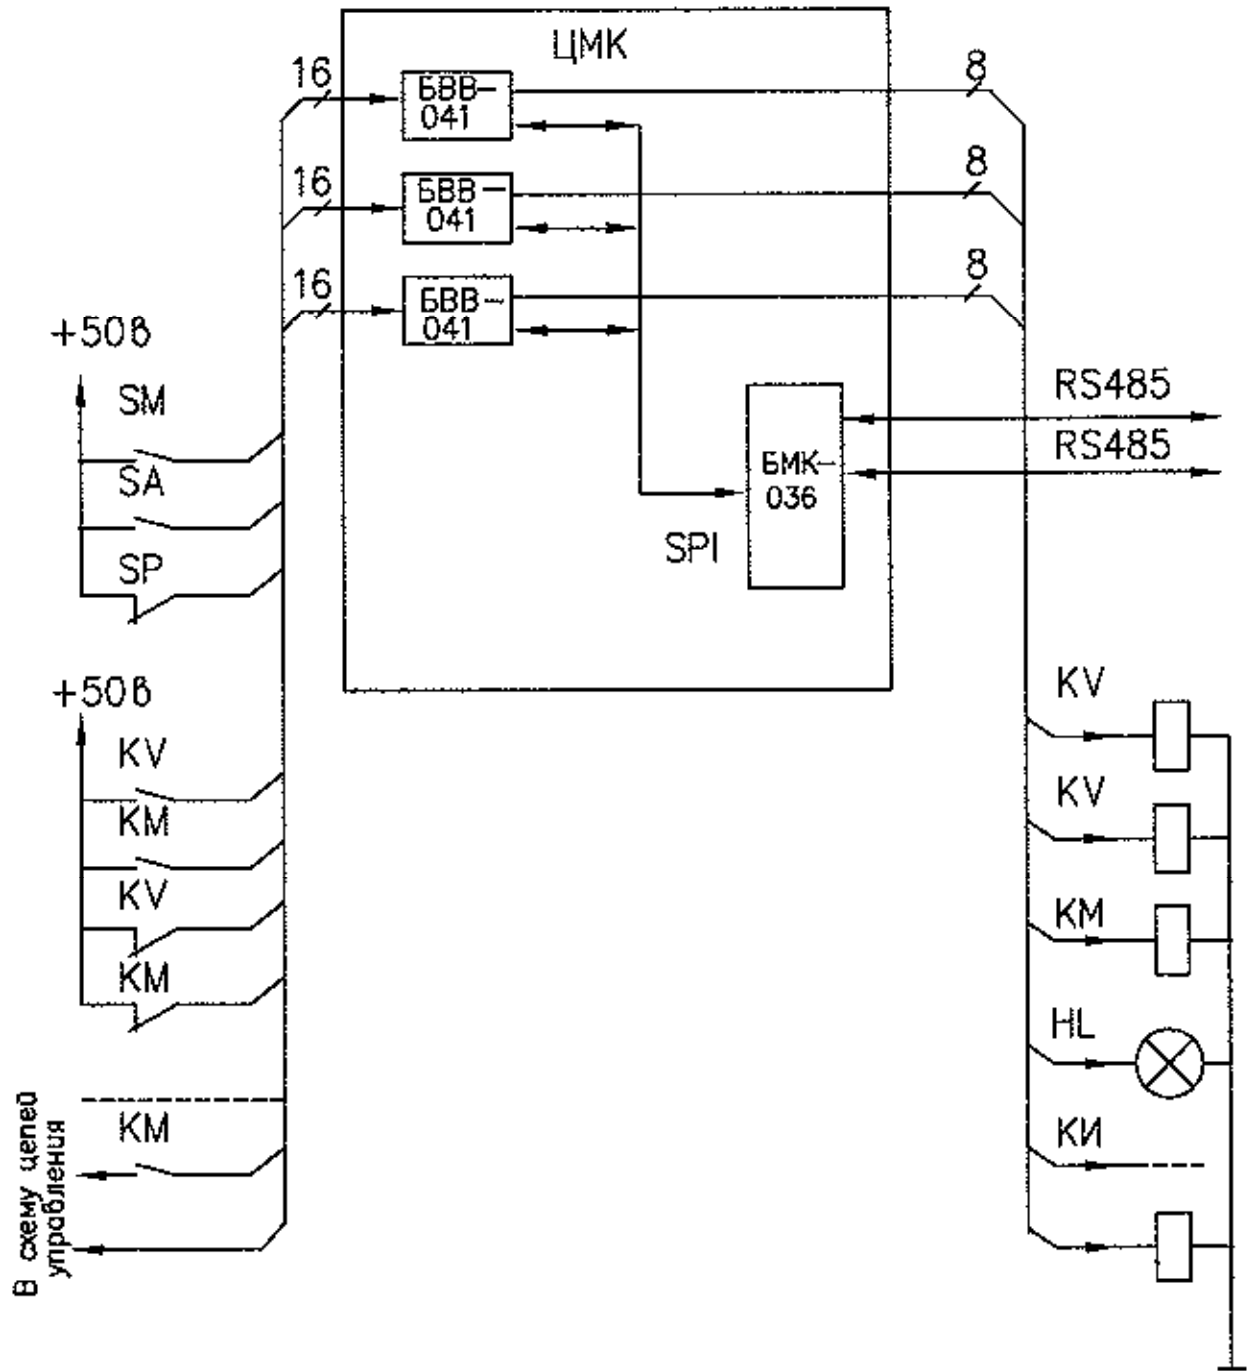 ЦМК
16
БВВ-
041
8
16
БВВ-
041
8
16
БВВ-
041
8
+50в
SM
SA
SP
RS485
RS485
БМК-
036
SPI
+50в
KV
KM
KV
KM
KM
В схему цепей
управления
KV
KV
KM
HL
КИ